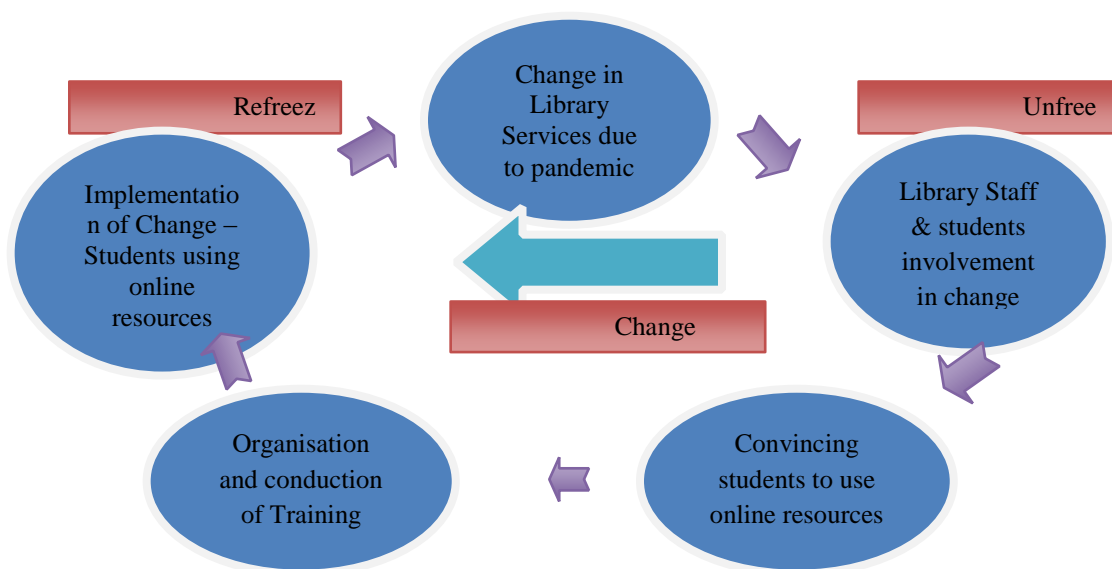 Change in
Library
Services due
to pandemic
Refreez
Unfree
Implementatio
n of Change –
Students using
online
resources
Library Staff
& students
involvement
in change
Change
Organisation
and conduction
of Training
Convincing
students to use
online resources